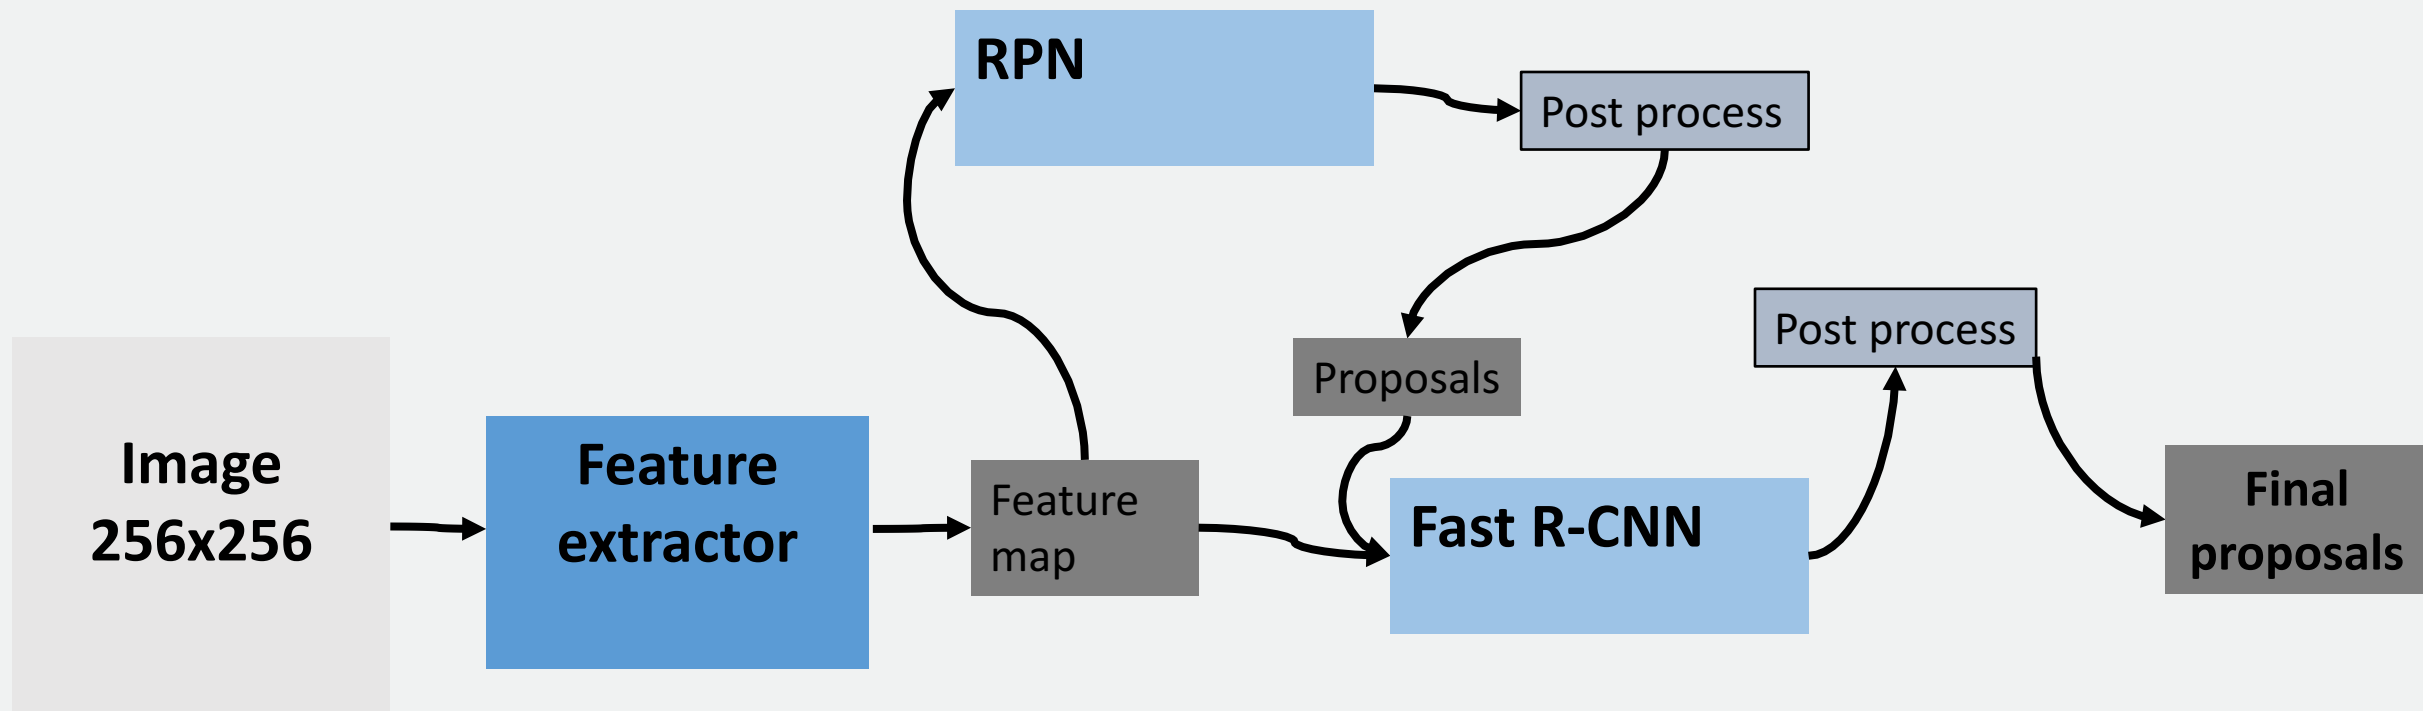 RPN
Post process
Proposals
Post process
Image
256x256
Feature
extractor
Feature
map
Fast R-CNN
Final
proposals